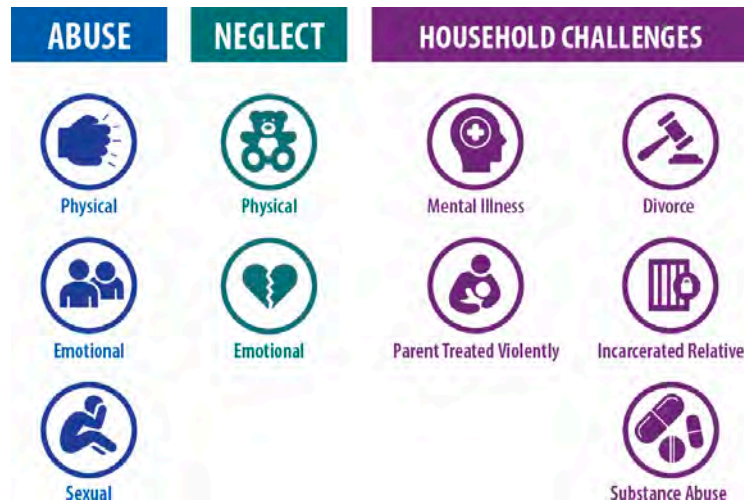 ABUSE
NEGLECT
HOUSEHOLD CHALLENGES
Physical
Physical
Mental Illness
Divorce
Emotional
Emotional
Parent Treated Violently
Incarcerated Relative
Sexual
Substance Abuse